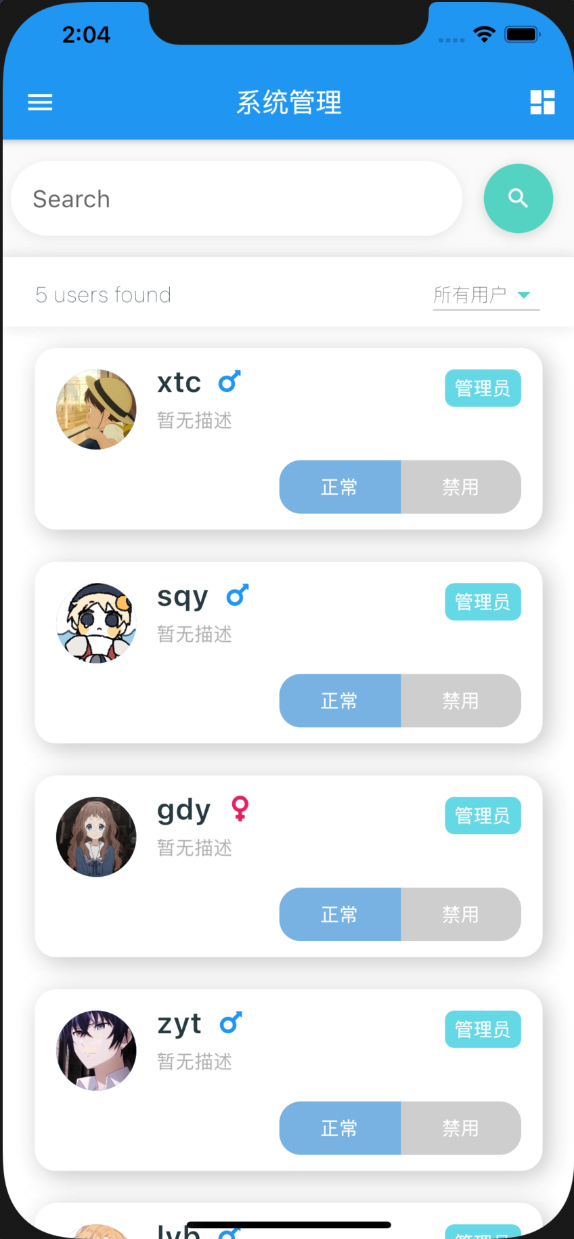 2:04
系统管理
Search
5 users found 所有用户
xtc 管理员
暂无描述
正常 禁用
sqy 管理员
暂无描述
正常 禁用
gdy 管理员
暂无描述
正常 禁用
zyt 管理员
暂无描述
正常 禁用
管理员